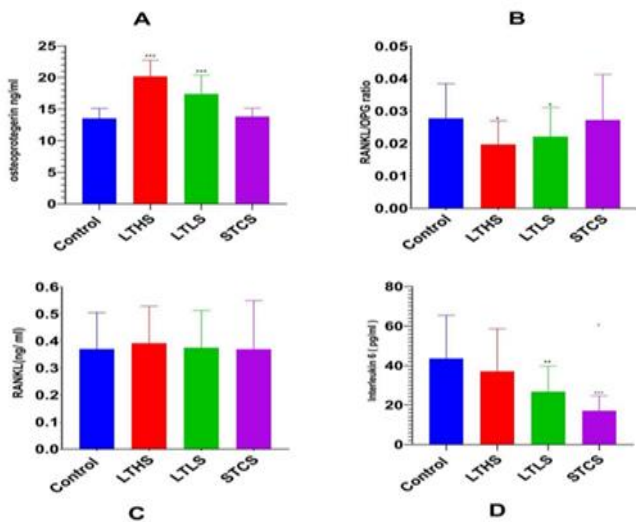 A
osteoprotegerin ng/ml
25
20
15
10
5
0
***
***
Control
LTHS
LTLS
STCS
B
RANKL/OPG ratio
0.05
0.04
0.03
0.02
0.01
0.00
*
*
Control
LTHS
LTLS
STCS
RANKL(ng/ ml)
0.6
0.5
0.4
0.3
0.2
0.1
0.0
Control
LTHS
LTLS
STCS
C
Interleukin 6 ( pg/ml )
80
60
40
20
0
**
***
Control
LTHS
LTLS
STCS
D